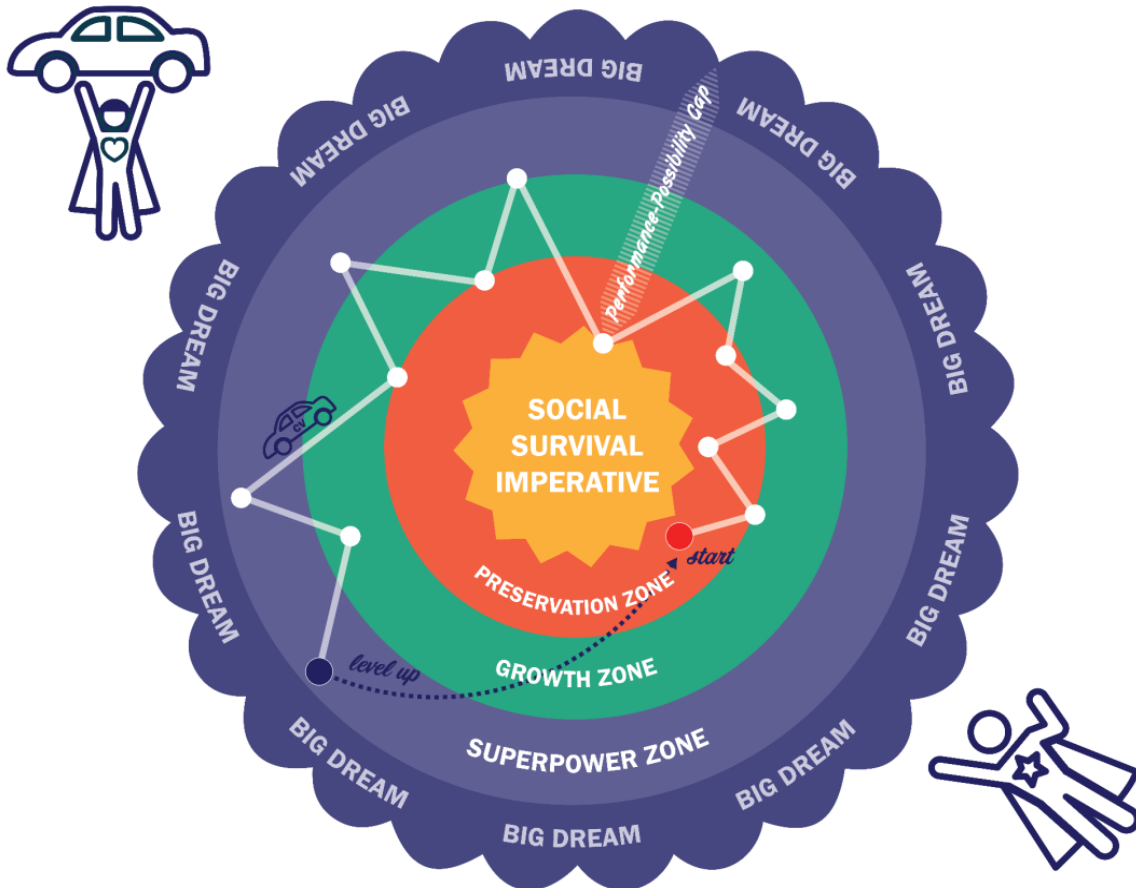 BIG DREAM
BIG DREAM
BIG DREAM
BIG DREAM
BIG DREAM
Performance-Possibility Gap
CV
SOCIAL
SURVIVAL
IMPERATIVE
start
PRESERVATION ZONE
level up
GROWTH ZONE
SUPERPOWER ZONE
BIG DREAM
BIG DREAM
BIG DREAM
BIG DREAM
BIG DREAM